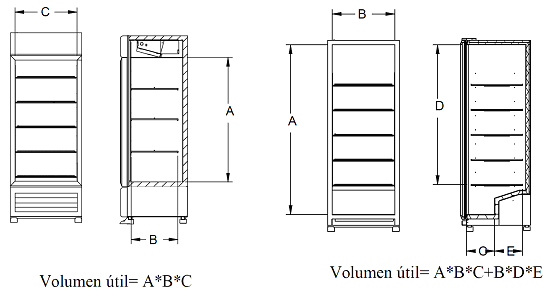 C
A
B
Volumen útil= A*B*C
B
A
D
C
E
Volumen útil= A*B*C+B*D*E